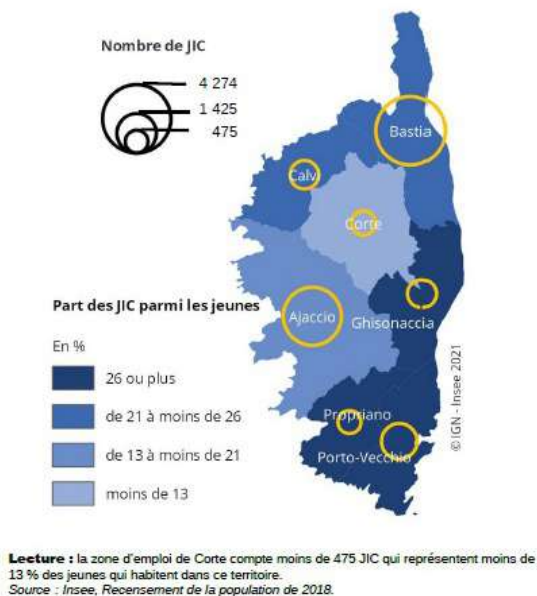 Nombre de JIC
4 274
1 425
475
Bastia
Calvi
Corte
Ajaccio
Ghisonaccia
Propriano
Porto-Vecchio
Part des JIC parmi les jeunes
En %
26 ou plus
de 21 à moins de 26
de 13 à moins de 21
moins de 13
© IGN - Insee 2021
Lecture : la zone d'emploi de Corte compte moins de 475 JIC qui représentent moins de
13 % des jeunes qui habitent dans ce territoire.
Source : Insee, Recensement de la population de 2018.